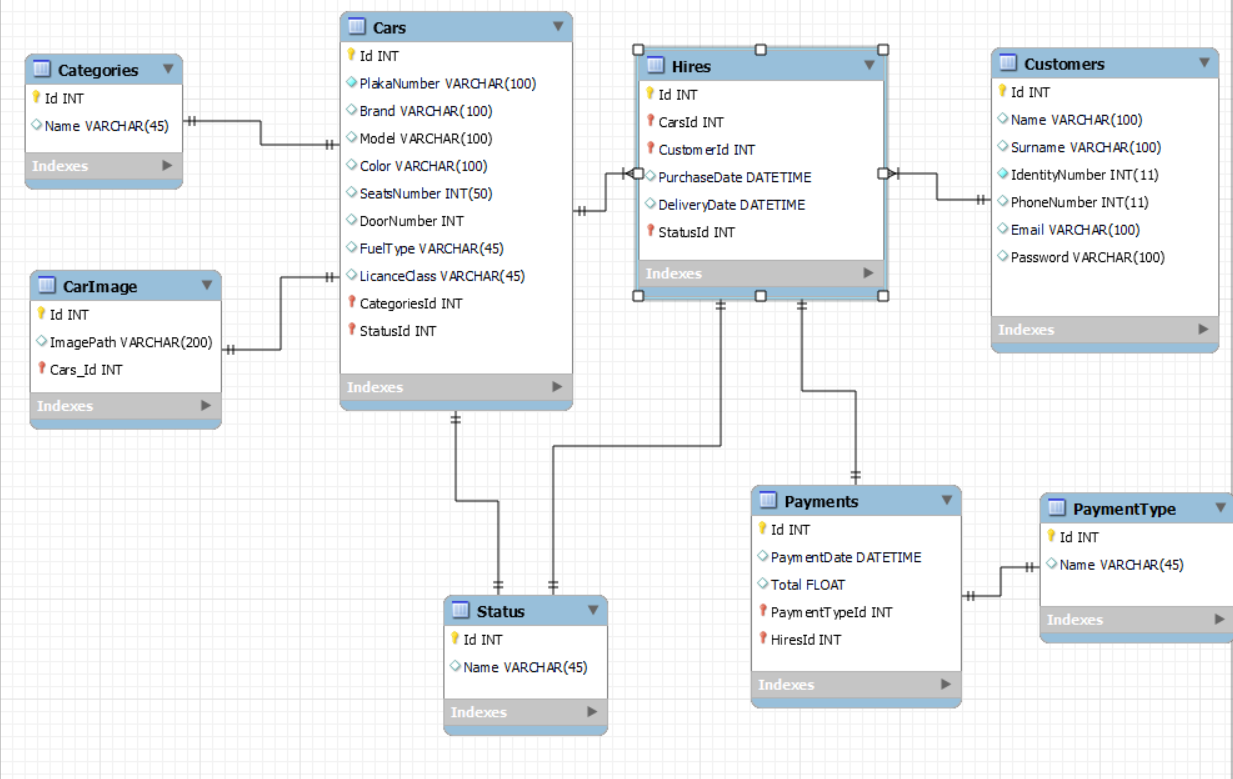 Categories
Id INT
Name VARCHAR(45)
Indexes
CarImage
Id INT
ImagePath VARCHAR(200)
Cars_Id INT
Indexes
Cars
Id INT
PlakaNumber VARCHAR(100)
Brand VARCHAR(100)
Model VARCHAR(100)
Color VARCHAR(100)
SeatsNumber INT(50)
DoorNumber INT
FuelType VARCHAR(45)
LicanceClass VARCHAR(45)
CategoriesId INT
StatusId INT
Indexes
Hires
Id INT
CarsId INT
CustomerId INT
PurchaseDate DATETIME
DeliveryDate DATETIME
StatusId INT
Indexes
Customers
Id INT
Name VARCHAR(100)
Surname VARCHAR(100)
IdentityNumber INT(11)
PhoneNumber INT(11)
Email VARCHAR(100)
Password VARCHAR(100)
Indexes
Status
Id INT
Name VARCHAR(45)
Indexes
Payments
Id INT
PaymentDate DATETIME
Total FLOAT
PaymentTypeId INT
HiresId INT
Indexes
PaymentType
Id INT
Name VARCHAR(45)
Indexes